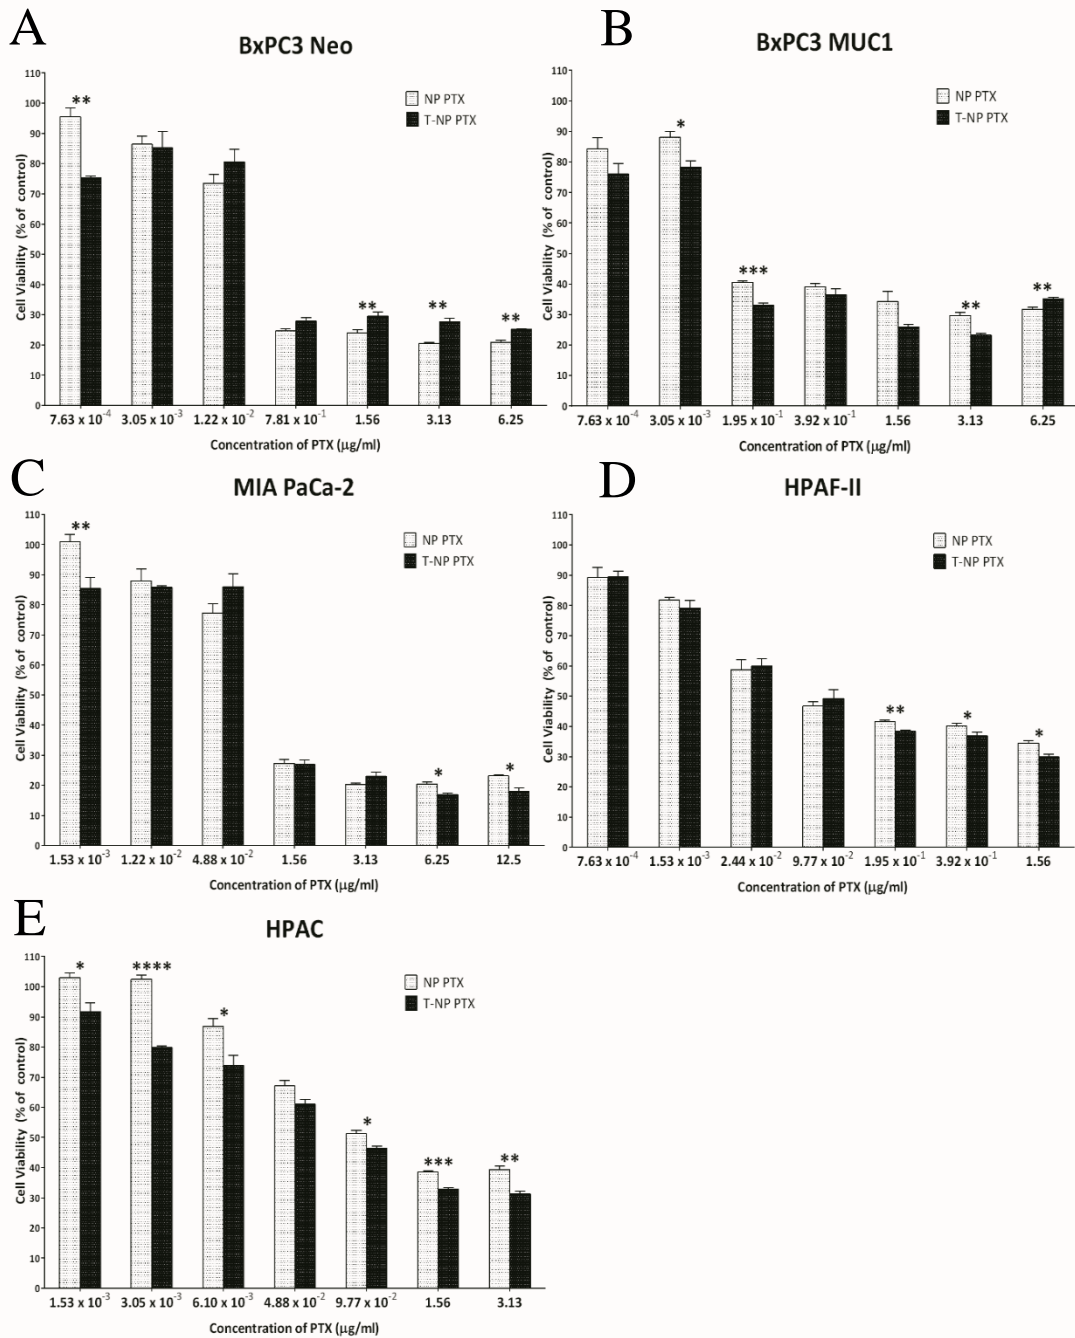 A
BxPC3 Neo
Cell Viability (% of control)
110
100
90
80
70
60
50
40
30
20
10
0
**
**
**
**
NP PTX
T-NP PTX
7.63 x 10⁻⁴ 3.05 x 10⁻³ 1.22 x 10⁻² 7.81 x 10⁻¹ 1.56 3.13 6.25
Concentration of PTX (μg/ml)
B
BxPC3 MUC1
Cell Viability (% of control)
110
100
90
80
70
60
50
40
30
20
10
0
*
***
**
**
NP PTX
T-NP PTX
7.63 x 10⁻⁴ 3.05 x 10⁻³ 1.95 x 10⁻¹ 3.92 x 10⁻¹ 1.56 3.13 6.25
Concentration of PTX (μg/ml)
C
MIA PaCa-2
Cell Viability (% of control)
110
100
90
80
70
60
50
40
30
20
10
0
**
*
*
NP PTX
T-NP PTX
1.53 x 10⁻³ 1.22 x 10⁻² 4.88 x 10⁻² 1.56 3.13 6.25 12.5
Concentration of PTX (μg/ml)
D
HPAF-II
Cell Viability (% of control)
110
100
90
80
70
60
50
40
30
20
10
0
**
*
*
NP PTX
T-NP PTX
7.63 x 10⁻⁴ 1.53 x 10⁻³ 2.44 x 10⁻² 9.77 x 10⁻² 1.95 x 10⁻¹ 3.92 x 10⁻¹ 1.56
Concentration of PTX (μg/ml)
E
HPAC
Cell Viability (% of control)
110
100
90
80
70
60
50
40
30
20
10
0
*
****
*
*
***
**
NP PTX
T-NP PTX
1.53 x 10⁻³ 3.05 x 10⁻³ 6.10 x 10⁻³ 4.88 x 10⁻² 9.77 x 10⁻² 1.56 3.13
Concentration of PTX (μg/ml)